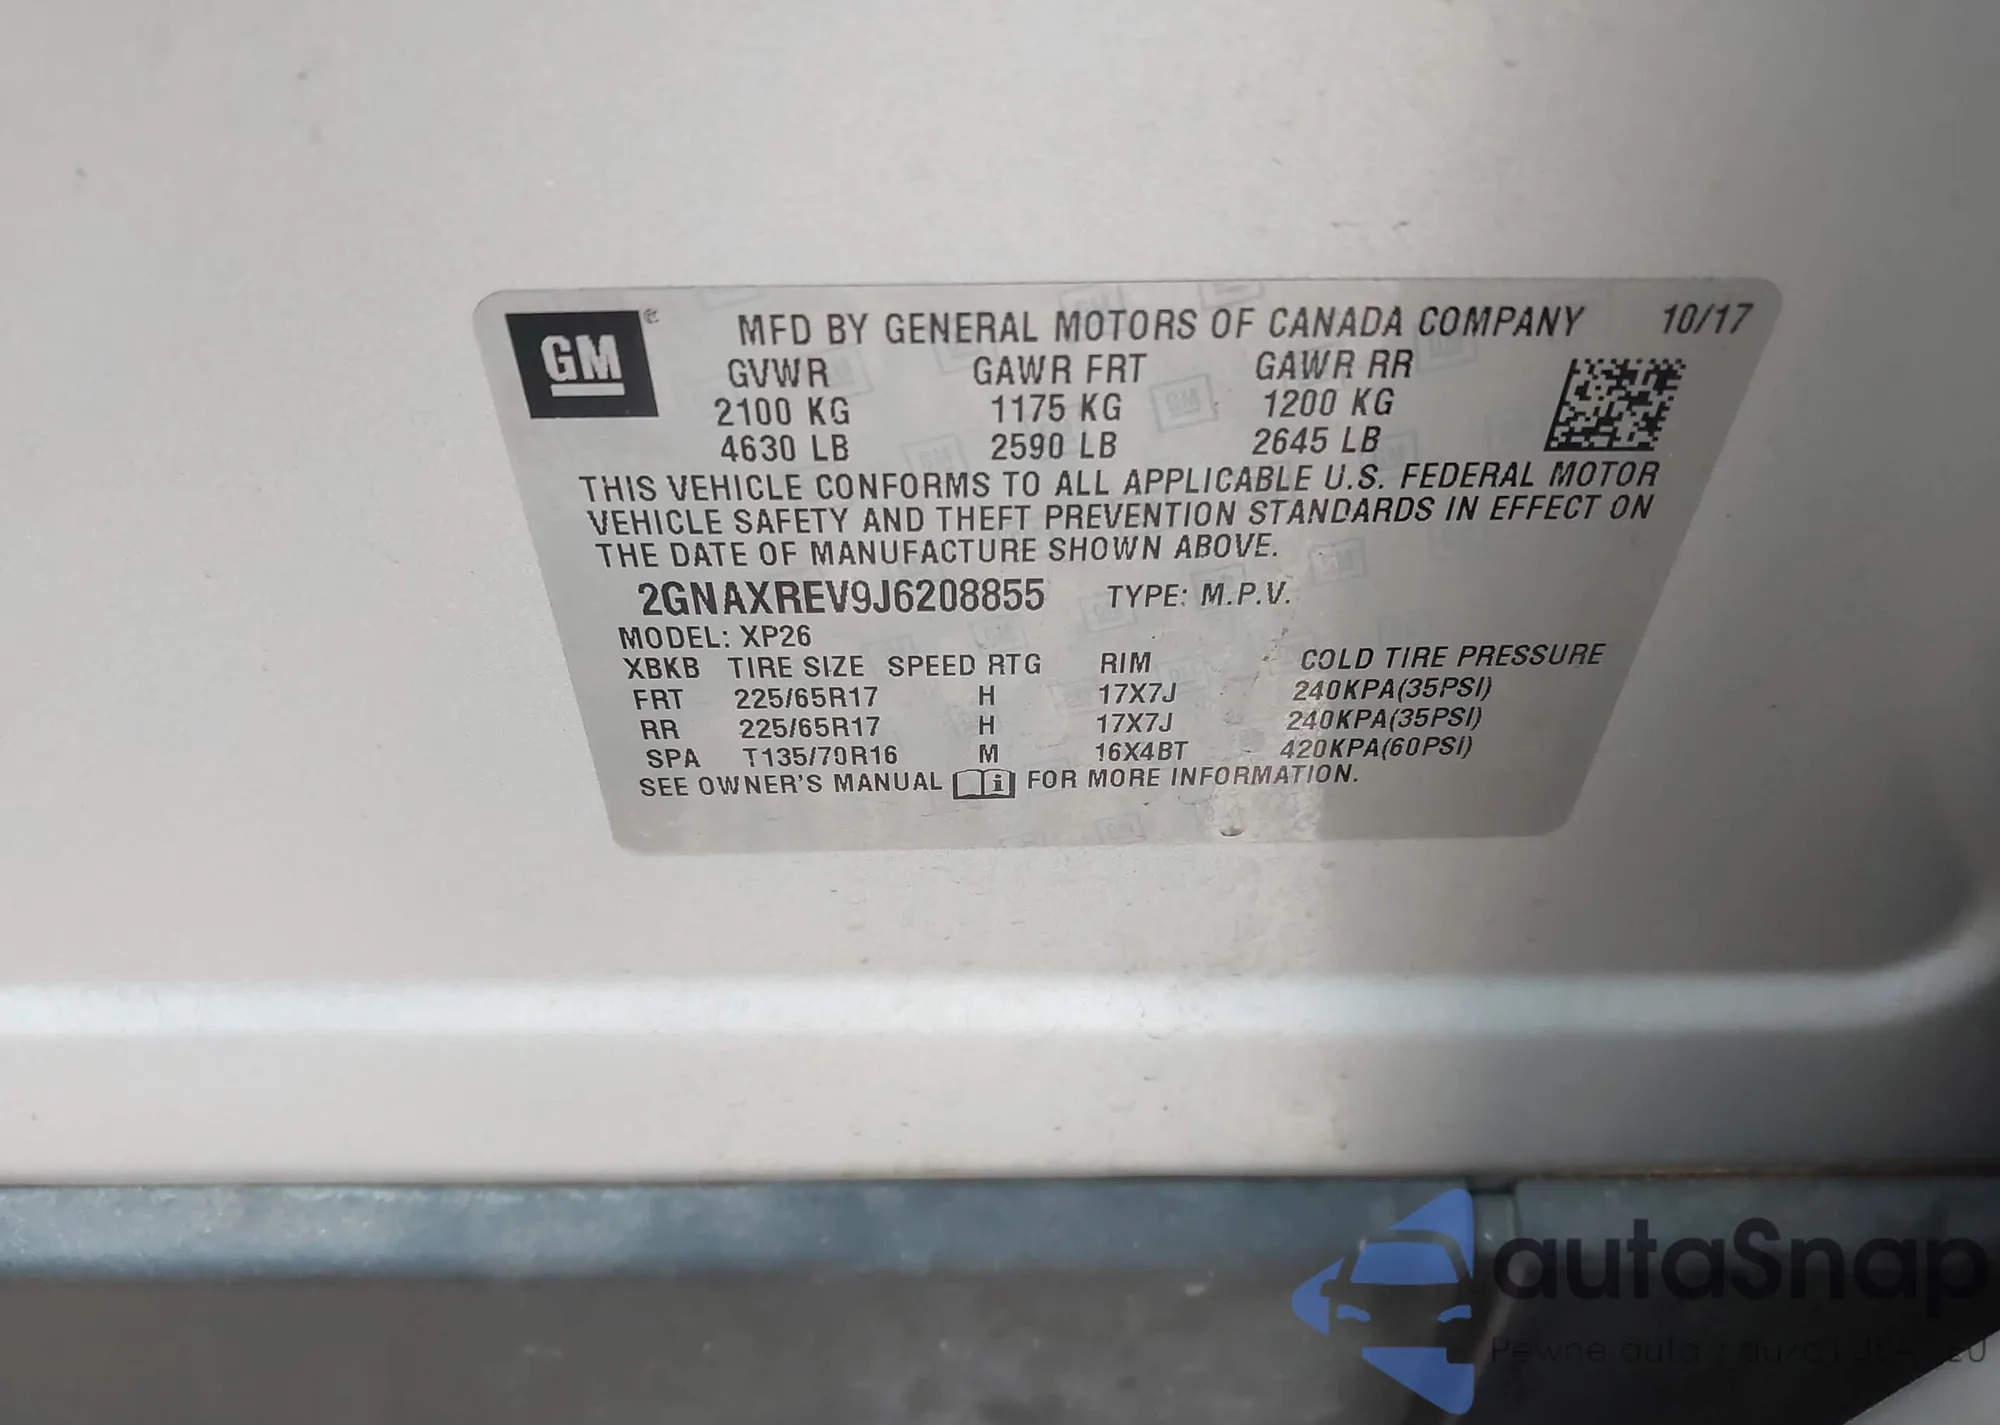 GM ® MFD BY GENERAL MOTORS OF CANADA COMPANY 10/17
GVWR GAWR FRT GAWR RR
2100 KG 1175 KG 1200 KG
4630 LB 2590 LB 2645 LB
THIS VEHICLE CONFORMS TO ALL APPLICABLE U.S. FEDERAL MOTOR
VEHICLE SAFETY AND THEFT PREVENTION STANDARDS IN EFFECT ON
THE DATE OF MANUFACTURE SHOWN ABOVE.
2GNAXREV9J6208855 TYPE: M.P.V.
MODEL: XP26
XBKB TIRE SIZE SPEED RTG RIM COLD TIRE PRESSURE
FRT 225/65R17 H 17X7J 240KPA(35PSI)
RR 225/65R17 H 17X7J 240KPA(35PSI)
SPA T135/70R16 M 16X4BT 420KPA(60PSI)
SEE OWNER'S MANUAL i FOR MORE INFORMATION.
autaSnap
Pewne auta z